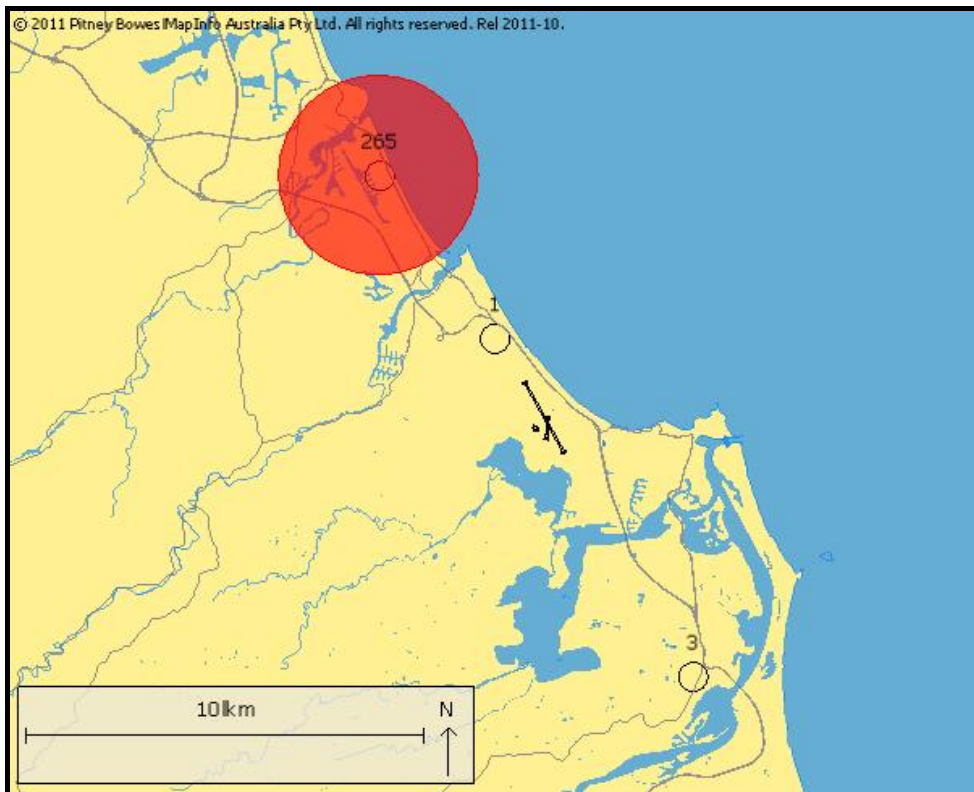 © 2011 Pitney Bowes MapInfo Australia Pty Ltd. All rights reserved. Rel 2011-10.
265
1
3
10km
N